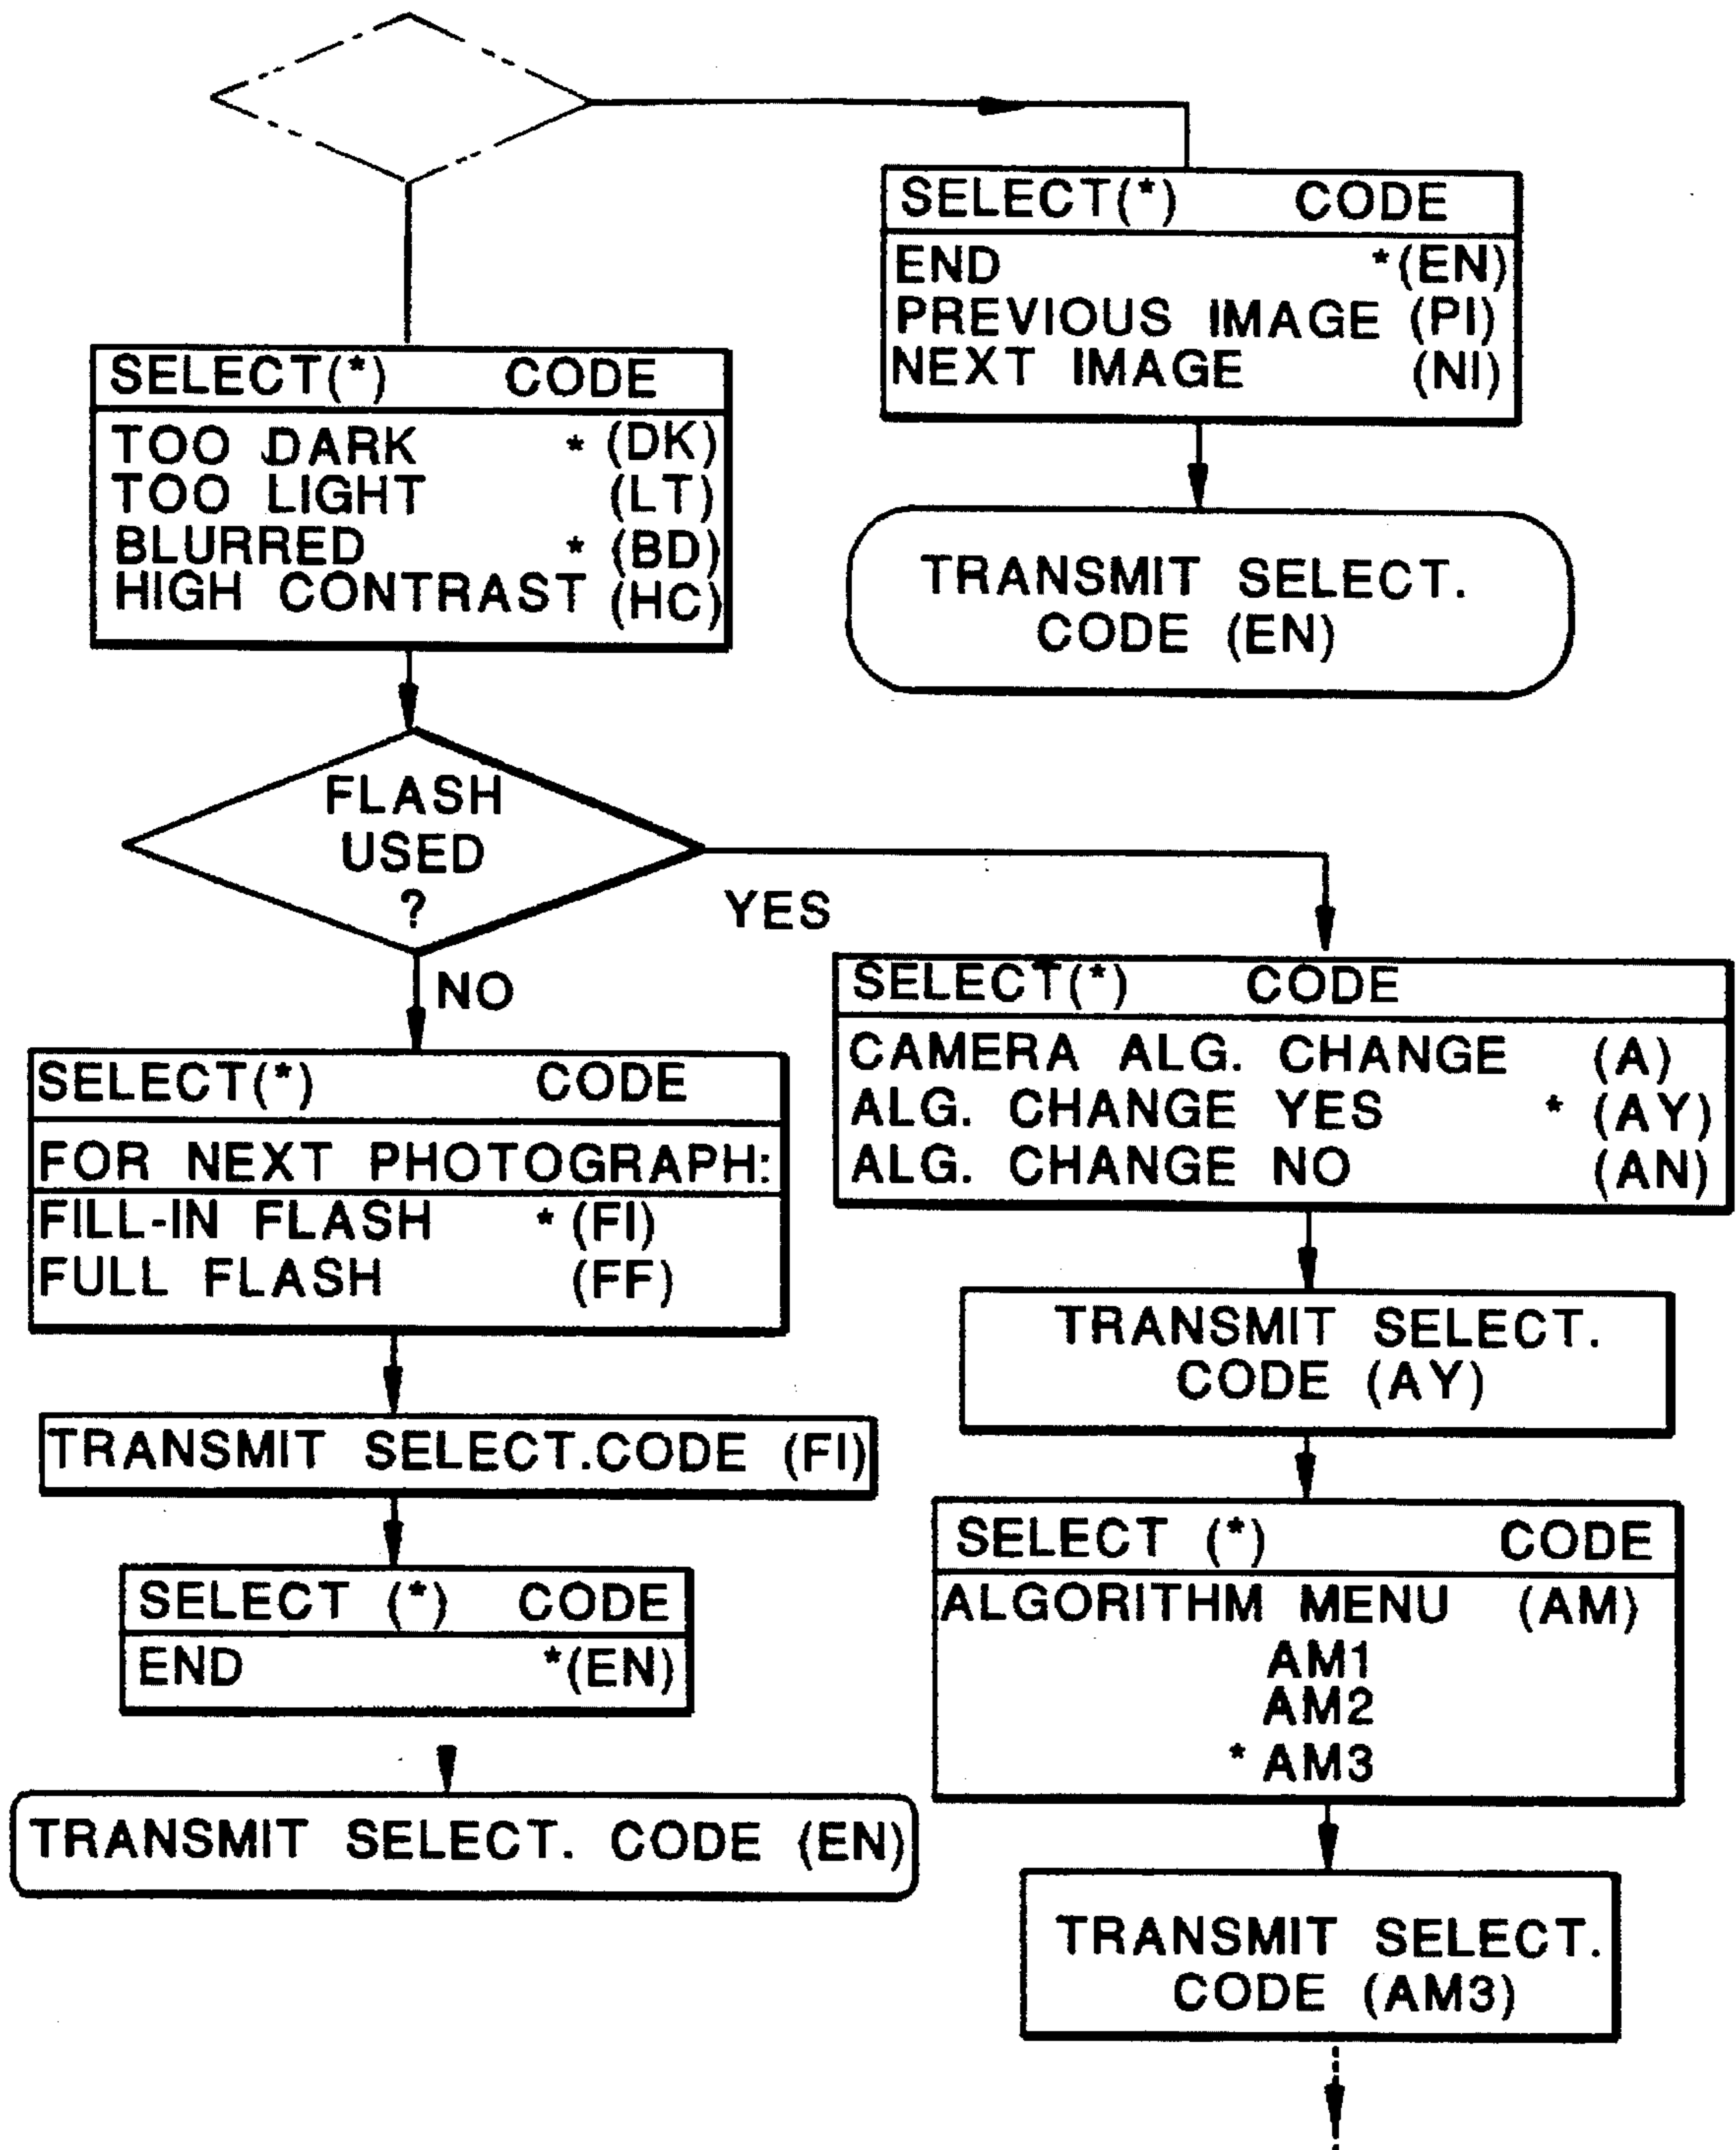 SELECT(*) CODE
END *(EN)
PREVIOUS IMAGE (PI)
NEXT IMAGE (NI)
TRANSMIT SELECT.
CODE (EN)
SELECT(*) CODE
TOO DARK * (DK)
TOO LIGHT (LT)
BLURRED * (BD)
HIGH CONTRAST (HC)
FLASH
USED
?
YES
NO
SELECT(*) CODE
FOR NEXT PHOTOGRAPH:
FILL-IN FLASH * (FI)
FULL FLASH (FF)
TRANSMIT SELECT.CODE (FI)
SELECT (*) CODE
END *(EN)
TRANSMIT SELECT. CODE (EN)
SELECT(*) CODE
CAMERA ALG. CHANGE (A)
ALG. CHANGE YES * (AY)
ALG. CHANGE NO (AN)
TRANSMIT SELECT.
CODE (AY)
SELECT (*) CODE
ALGORITHM MENU (AM)
AM1
AM2
* AM3
TRANSMIT SELECT.
CODE (AM3)